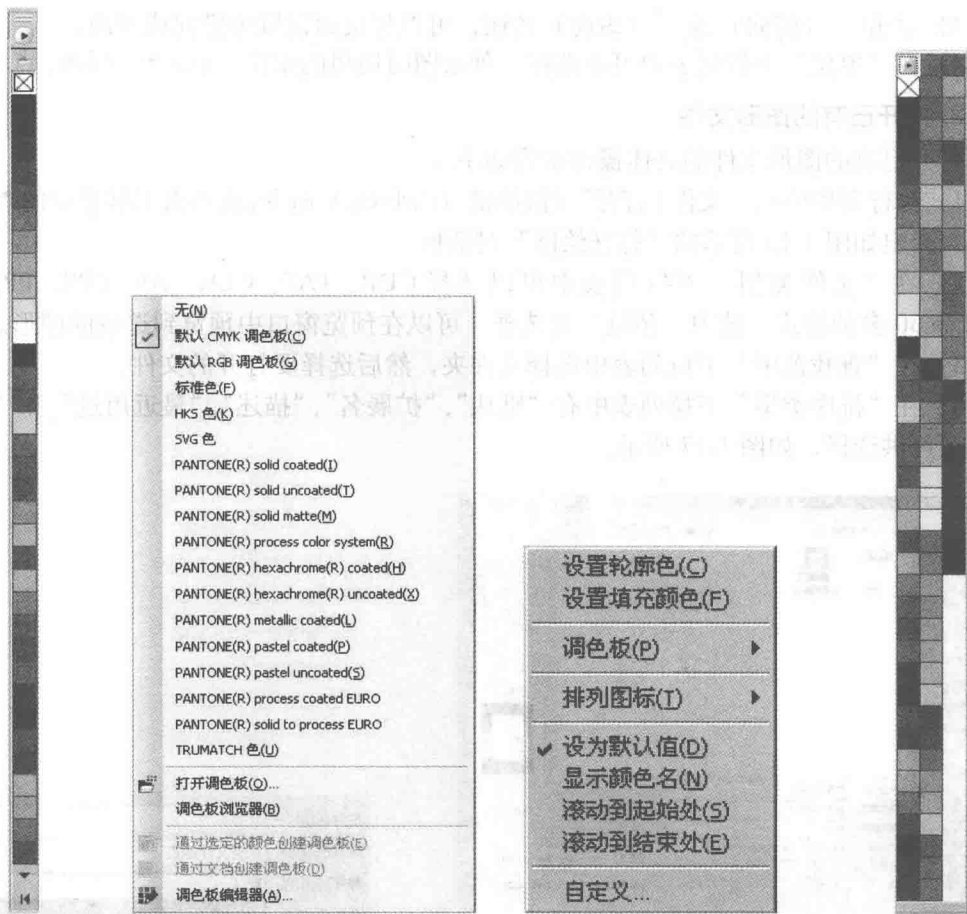 无(N)
默认 CMYK 调色板(C)
默认 RGB 调色板(G)
标准色(F)
HKS 色(K)
SVG 色
PANTONE(R) solid coated(I)
PANTONE(R) solid uncoated(T)
PANTONE(R) solid matte(M)
PANTONE(R) process color system(R)
PANTONE(R) hexachrome(R) coated(H)
PANTONE(R) hexachrome(R) uncoated(X)
PANTONE(R) metallic coated(L)
PANTONE(R) pastel coated(P)
PANTONE(R) pastel uncoated(S)
PANTONE(R) process coated EURO
PANTONE(R) solid to process EURO
TRUMATCH 色(U)
打开调色板(O)...
调色板浏览器(B)
通过选定的颜色创建调色板(E)
通过文档创建调色板(D)
调色板编辑器(A)...
设置轮廓色(C)
设置填充颜色(F)
调色板(P)
排列图标(T)
设为默认值(D)
显示颜色名(N)
滚动到起始处(S)
滚动到结束处(E)
自定义...